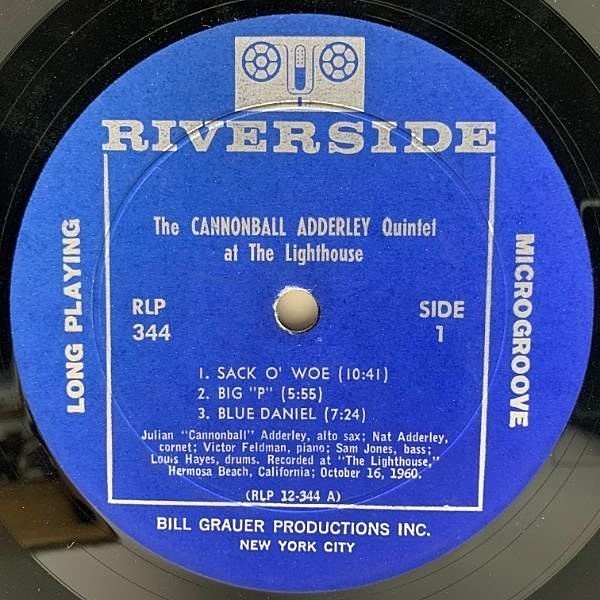 RIVERSIDE
The CANNONBALL ADDERLEY Quintet
at The Lighthouse
LONG PLAYING
MICROGROOVE
RLP
344
SIDE
1
1. SACK O' WOE (10:41)
2. BIG "P" (5:55)
3. BLUE DANIEL (7:24)
Julian "Cannonball" Adderley, alto sax; Nat Adderley,
cornet; Victor Feldman, piano; Sam Jones, bass;
Louis Hayes, drums. Recorded at "The Lighthouse,"
Hermosa Beach, California; October 16, 1960.
(RLP 12-344 A)
BILL GRAUER PRODUCTIONS INC.
NEW YORK CITY